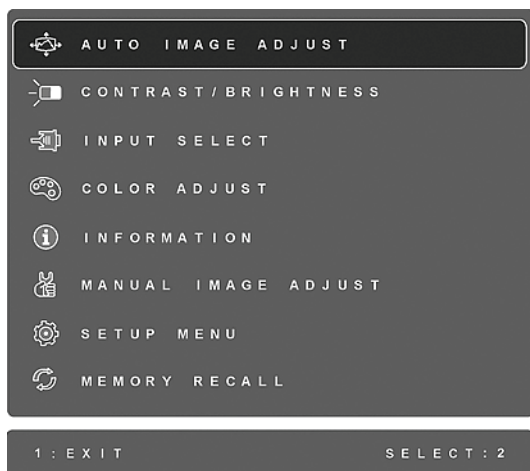 AUTO IMAGE ADJUST
CONTRAST/BRIGHTNESS
INPUT SELECT
COLOR ADJUST
INFORMATION
MANUAL IMAGE ADJUST
SETUP MENU
MEMORY RECALL
1:EXIT SELECT:2